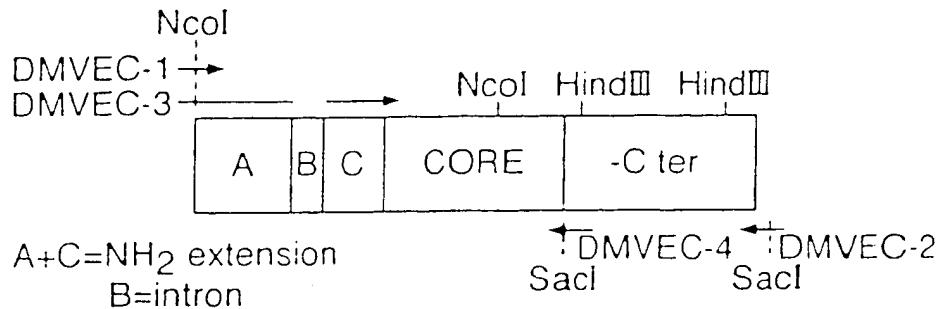 NcoI
DMVEC-1
DMVEC-3
NcoI HindⅢ HindⅢ
A B C CORE -C ter
A+C=NH2 extension
B=intron
DMVEC-4 DMVEC-2
SacI SacI